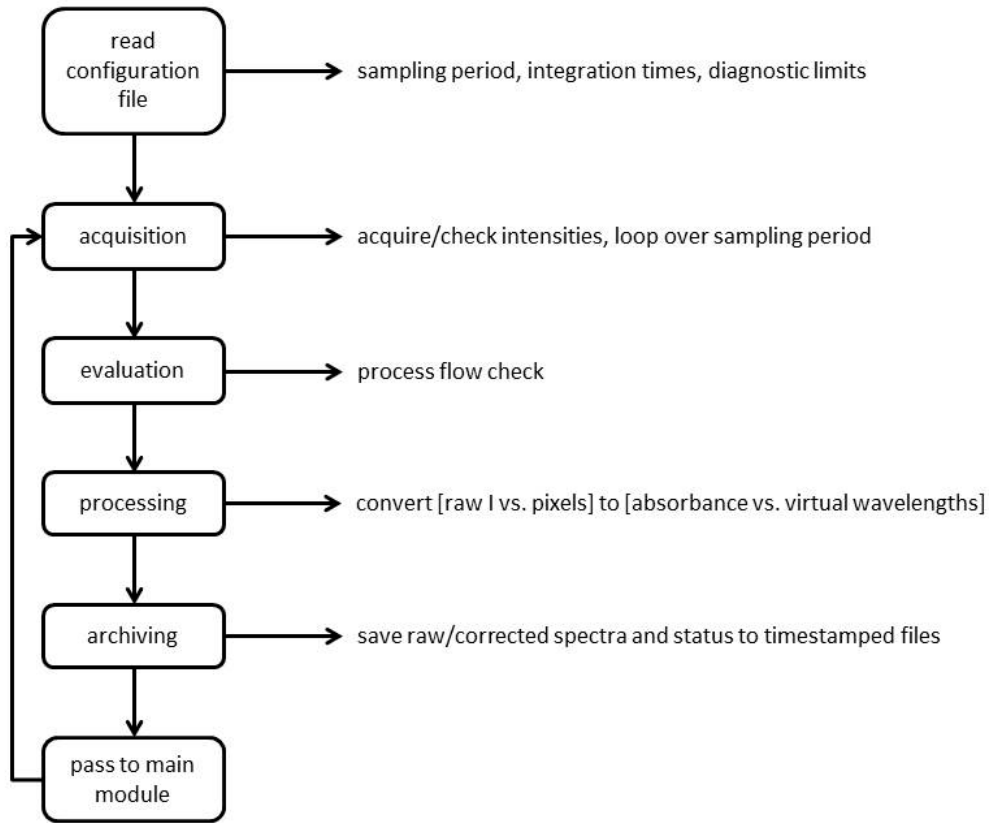 read
configuration
file
sampling period, integration times, diagnostic limits
acquisition
acquire/check intensities, loop over sampling period
evaluation
process flow check
processing
convert [raw I vs. pixels] to [absorbance vs. virtual wavelengths]
archiving
save raw/corrected spectra and status to timestamped files
pass to main
module